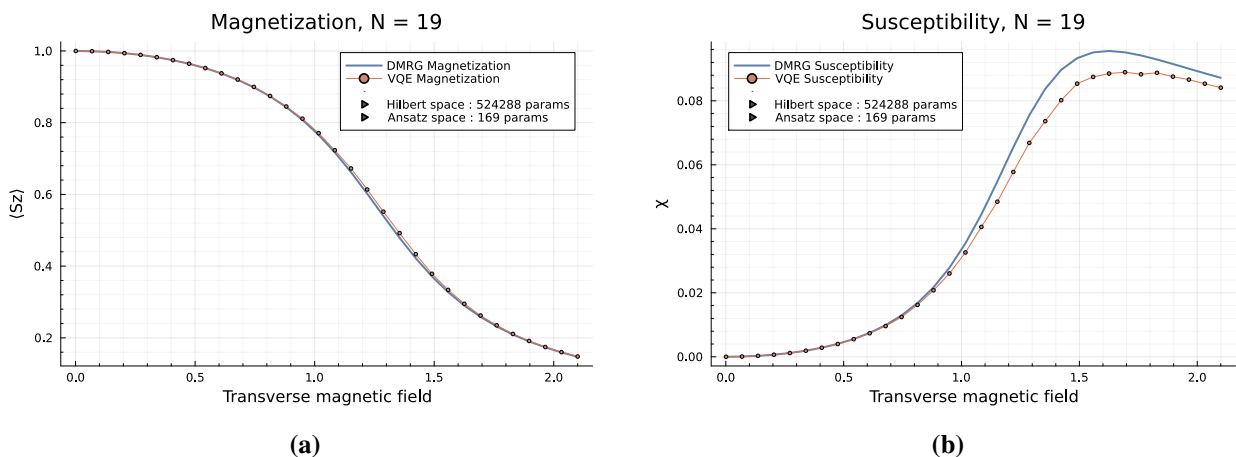 Magnetization, N = 19
⟨Sz⟩
1.0
0.8
0.6
0.4
0.2
DMRG Magnetization
VQE Magnetization
Hilbert space : 524288 params
Ansatz space : 169 params
0.0 0.5 1.0 1.5 2.0
Transverse magnetic field
(a)
Susceptibility, N = 19
χ
0.08
0.06
0.04
0.02
0.00
DMRG Susceptibility
VQE Susceptibility
Hilbert space : 524288 params
Ansatz space : 169 params
0.0 0.5 1.0 1.5 2.0
Transverse magnetic field
(b)